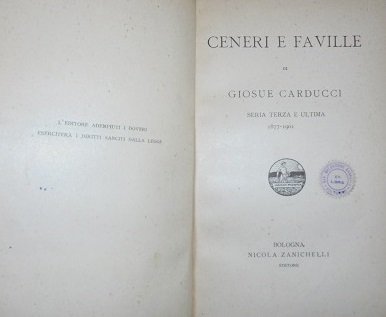 L'EDITORE ADEMPIUTI I DOVERI
ESERCITERÀ I DIRITTI SANCITI DALLA LEGGE
CENERI E FAVILLE
DI
GIOSUE CARDUCCI
SERIA TERZA E ULTIMA
1877-1901
BOLOGNA
NICOLA ZANICHELLI
EDITORE